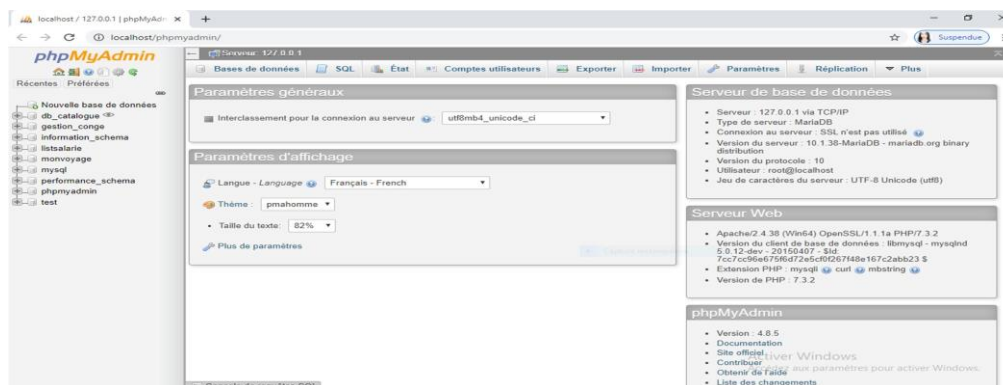 localhost / 127.0.0.1 | phpMyAdm
localhost/phpmyadmin/
Suspendue
phpMyAdmin
Récentes Préférées
Nouvelle base de données
db_catalogue
gestion_conge
information_schema
listsalarie
monvoyage
mysql
performance_schema
phpmyadmin
test
Serveur: 127.0.0.1
Bases de données SQL État Comptes utilisateurs Exporter Importer Paramètres Réplication Plus
Paramètres généraux
Interclassement pour la connexion au serveur : utf8mb4_unicode_ci
Paramètres d'affichage
Langue - Language Français - French
Thème : pmahomme
Taille du texte: 82%
Plus de paramètres
Serveur de base de données
Serveur : 127.0.0.1 via TCP/IP
Type de serveur : MariaDB
Connexion au serveur : SSL n'est pas utilisé
Version du serveur : 10.1.38-MariaDB - mariadb.org binary
distribution
Version du protocole : 10
Utilisateur : root@localhost
Jeu de caractères du serveur : UTF-8 Unicode (utf8)
Serveur Web
Apache/2.4.38 (Win64) OpenSSL/1.1.1a PHP/7.3.2
Version du client de base de données : libmysql - mysqlnd
5.0.12-dev - 20150407 - $Id:
7cc7cc96e675f6d72e5cf0f267f48e167c2abb23 $
Extension PHP : mysqli curl mbstring
Version de PHP : 7.3.2
phpMyAdmin
Version : 4.8.5
Documentation
Site officiel
Contribuer
Obtenir de l'aide
Liste des changements
Activer Windows
Accédez aux paramètres pour activer Windows.